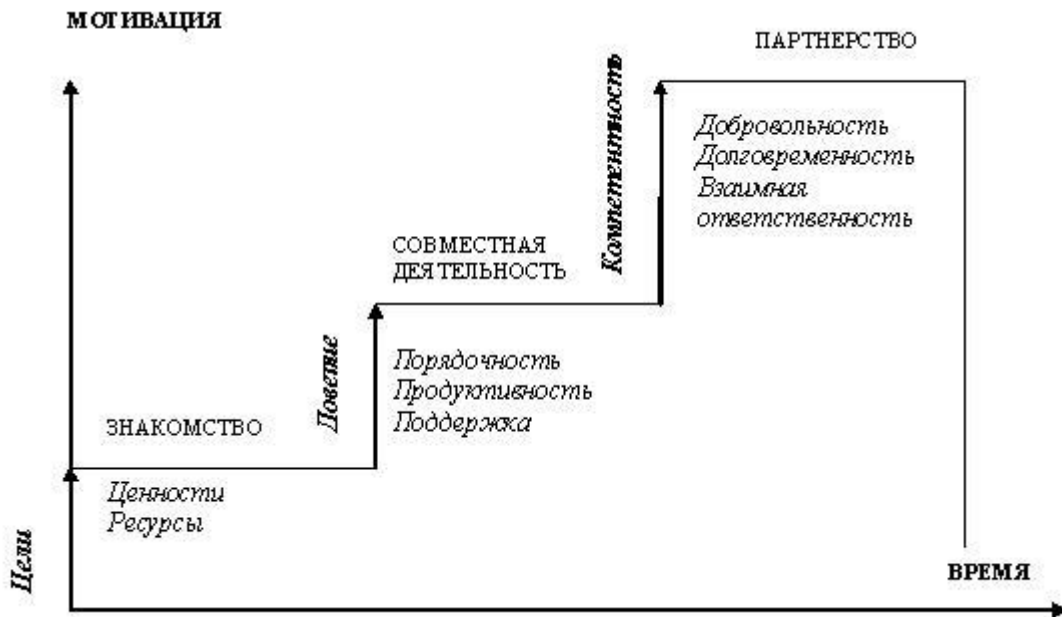 МОТИВАЦИЯ
ПАРТНЕРСТВО
Компетентность
Добровольность
Долговременность
Взаимная
ответственность
СОВМЕСТНАЯ
ДЕЯТЕЛЬНОСТЬ
Доверие
Порядочность
Продуктивность
Поддержка
ЗНАКОМСТВО
Ценности
Ресурсы
Цели
ВРЕМЯ